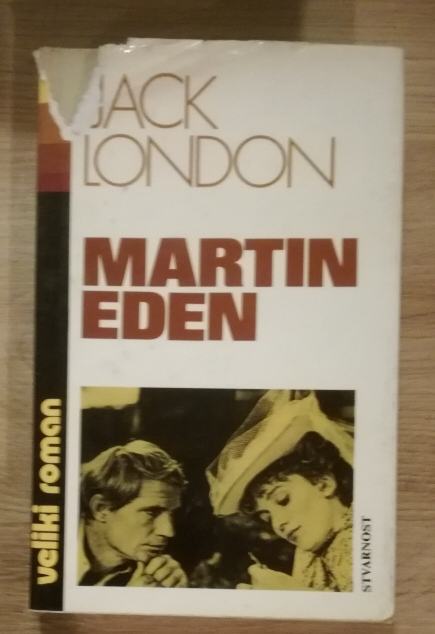 JACK
LONDON
MARTIN
EDEN
veliki roman
STVARNOST